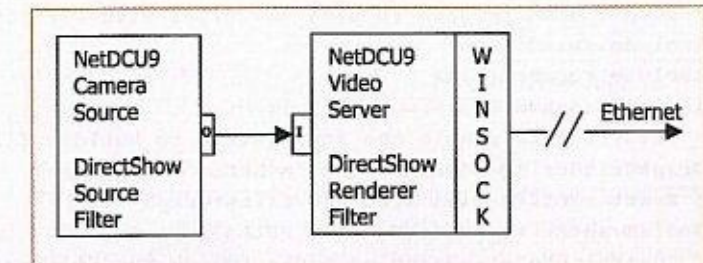 NetDCU9
Camera
Source
DirectShow
Source
Filter
O
I
NetDCU9
Video
Server
DirectShow
Renderer
Filter
W
I
N
S
O
C
K
Ethernet